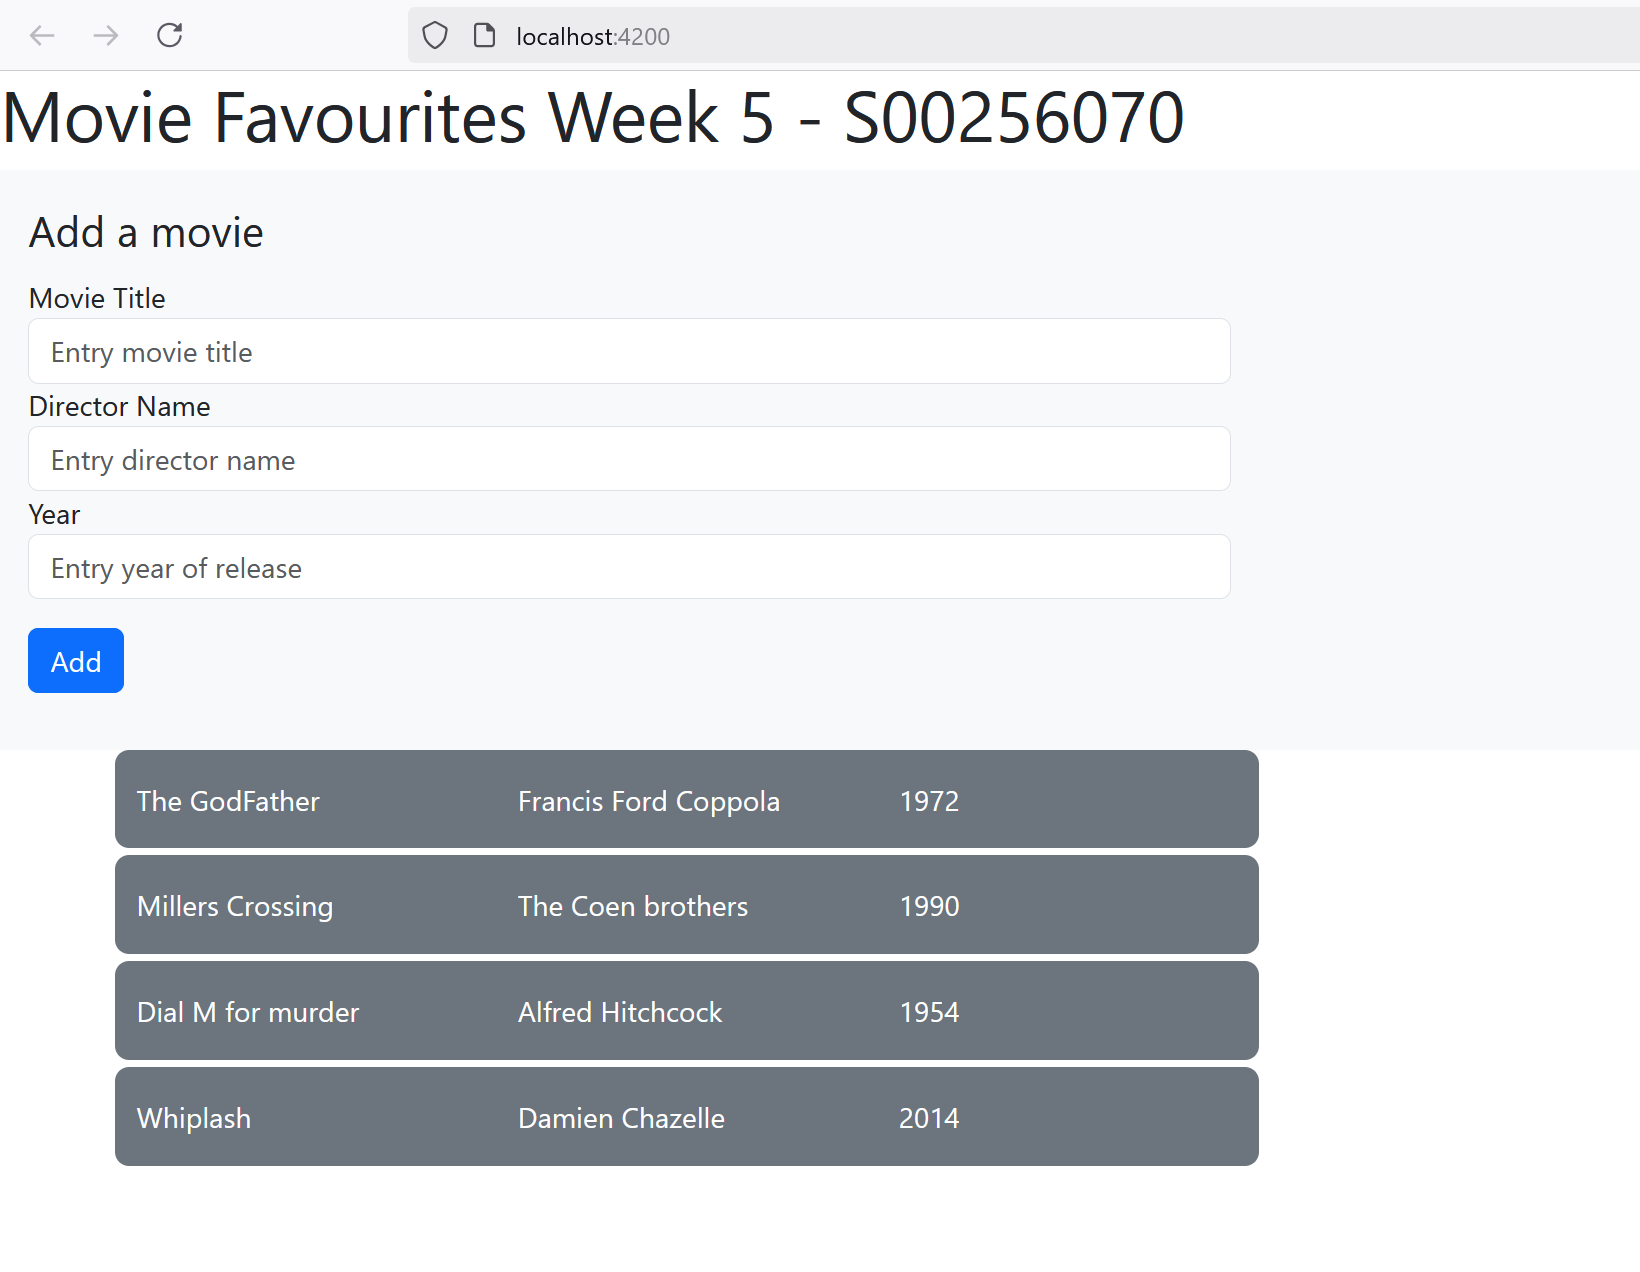 localhost:4200
Movie Favourites Week 5 - S00256070
Add a movie
Movie Title
Entry movie title
Director Name
Entry director name
Year
Entry year of release
Add
The GodFather Francis Ford Coppola 1972
Millers Crossing The Coen brothers 1990
Dial M for murder Alfred Hitchcock 1954
Whiplash Damien Chazelle 2014